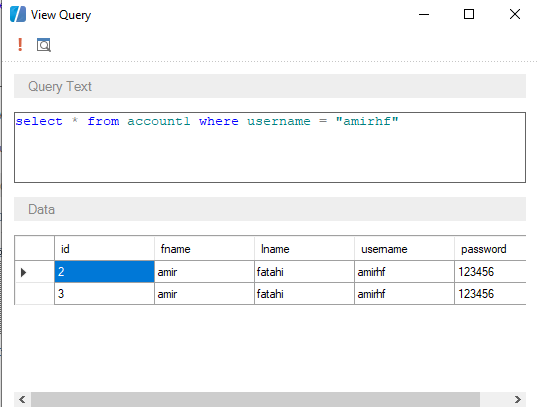 View Query
Query Text
select * from account1 where username = "amirhf"
Data
id fname lname username password
2 amir fatahi amirhf 123456
3 amir fatahi amirhf 123456